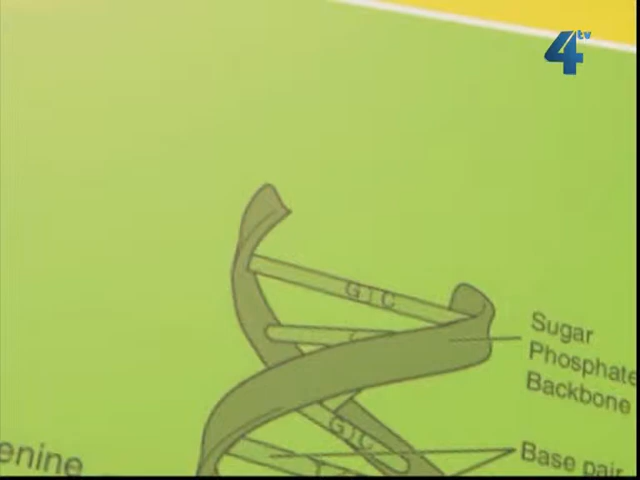 4tv
G C
Sugar
Phosphate
Backbone
G C
enine
Base pair